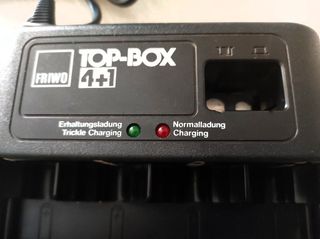 FRIWO
TOP-BOX
4+1
Erhaltungsladung
Trickle Charging
Normalladung
Charging